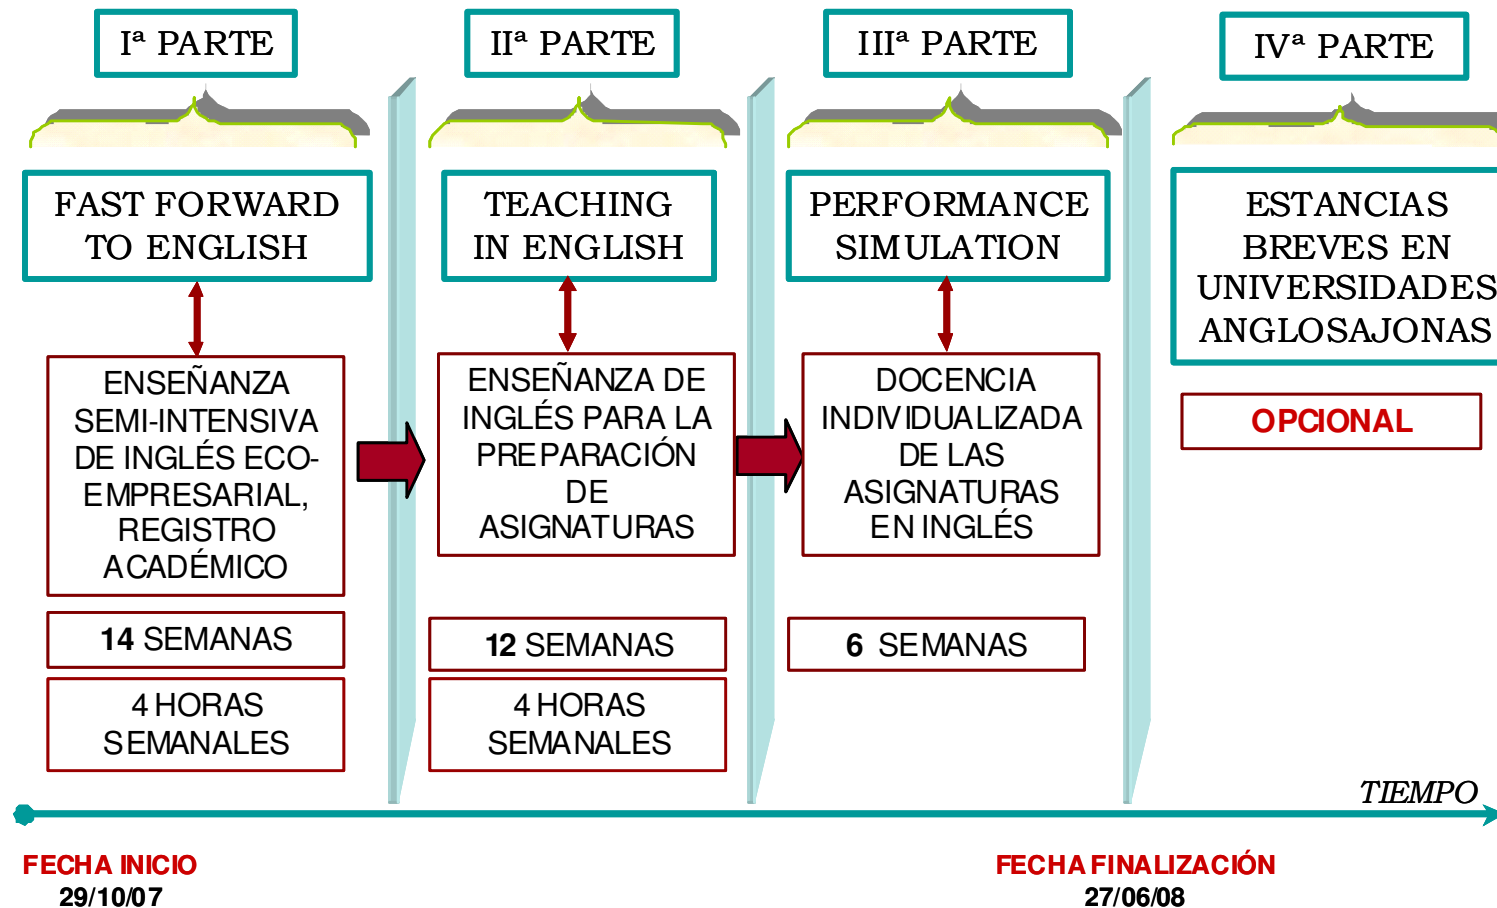 Iª PARTE
FAST FORWARD
TO ENGLISH
ENSEÑANZA
SEMI-INTENSIVA
DE INGLÉS ECO-
EMPRESARIAL,
REGISTRO
ACADÉMICO
14 SEMANAS
4 HORAS
SEMANALES
IIª PARTE
TEACHING
IN ENGLISH
ENSEÑANZA DE
INGLÉS PARA LA
PREPARACIÓN
DE
ASIGNATURAS
12 SEMANAS
4 HORAS
SEMANALES
IIIª PARTE
PERFORMANCE
SIMULATION
DOCENCIA
INDIVIDUALIZADA
DE LAS
ASIGNATURAS
EN INGLÉS
6 SEMANAS
IVª PARTE
ESTANCIAS
BREVES EN
UNIVERSIDADES
ANGLOSAJONAS
OPCIONAL
TIEMPO
FECHA INICIO
29/10/07
FECHA FINALIZACIÓN
27/06/08